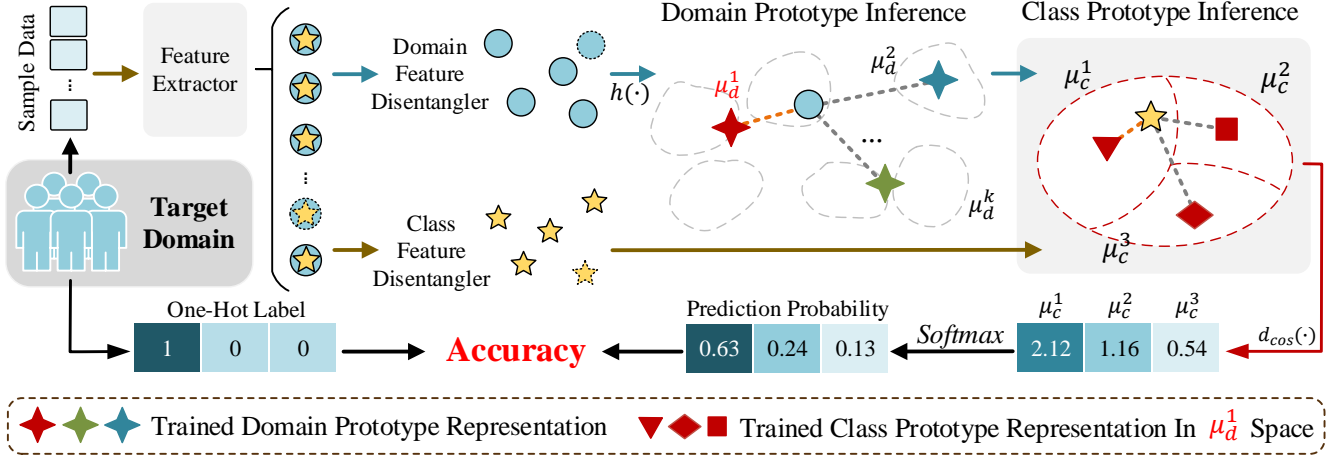 Domain Prototype Inference
Class Prototype Inference
Sample Data
Feature
Extractor
Domain
Feature
Disentangler
h(·)
μ_d^1
μ_d^2
...
μ_d^k
μ_c^1
μ_c^2
μ_c^3
Target
Domain
Class
Feature
Disentangler
One-Hot Label
1 0 0
Accuracy
Prediction Probability
0.63 0.24 0.13
Softmax
μ_c^1 μ_c^2 μ_c^3
2.12 1.16 0.54
d_cos(·)
Trained Domain Prototype Representation
Trained Class Prototype Representation In μ_d^1 Space